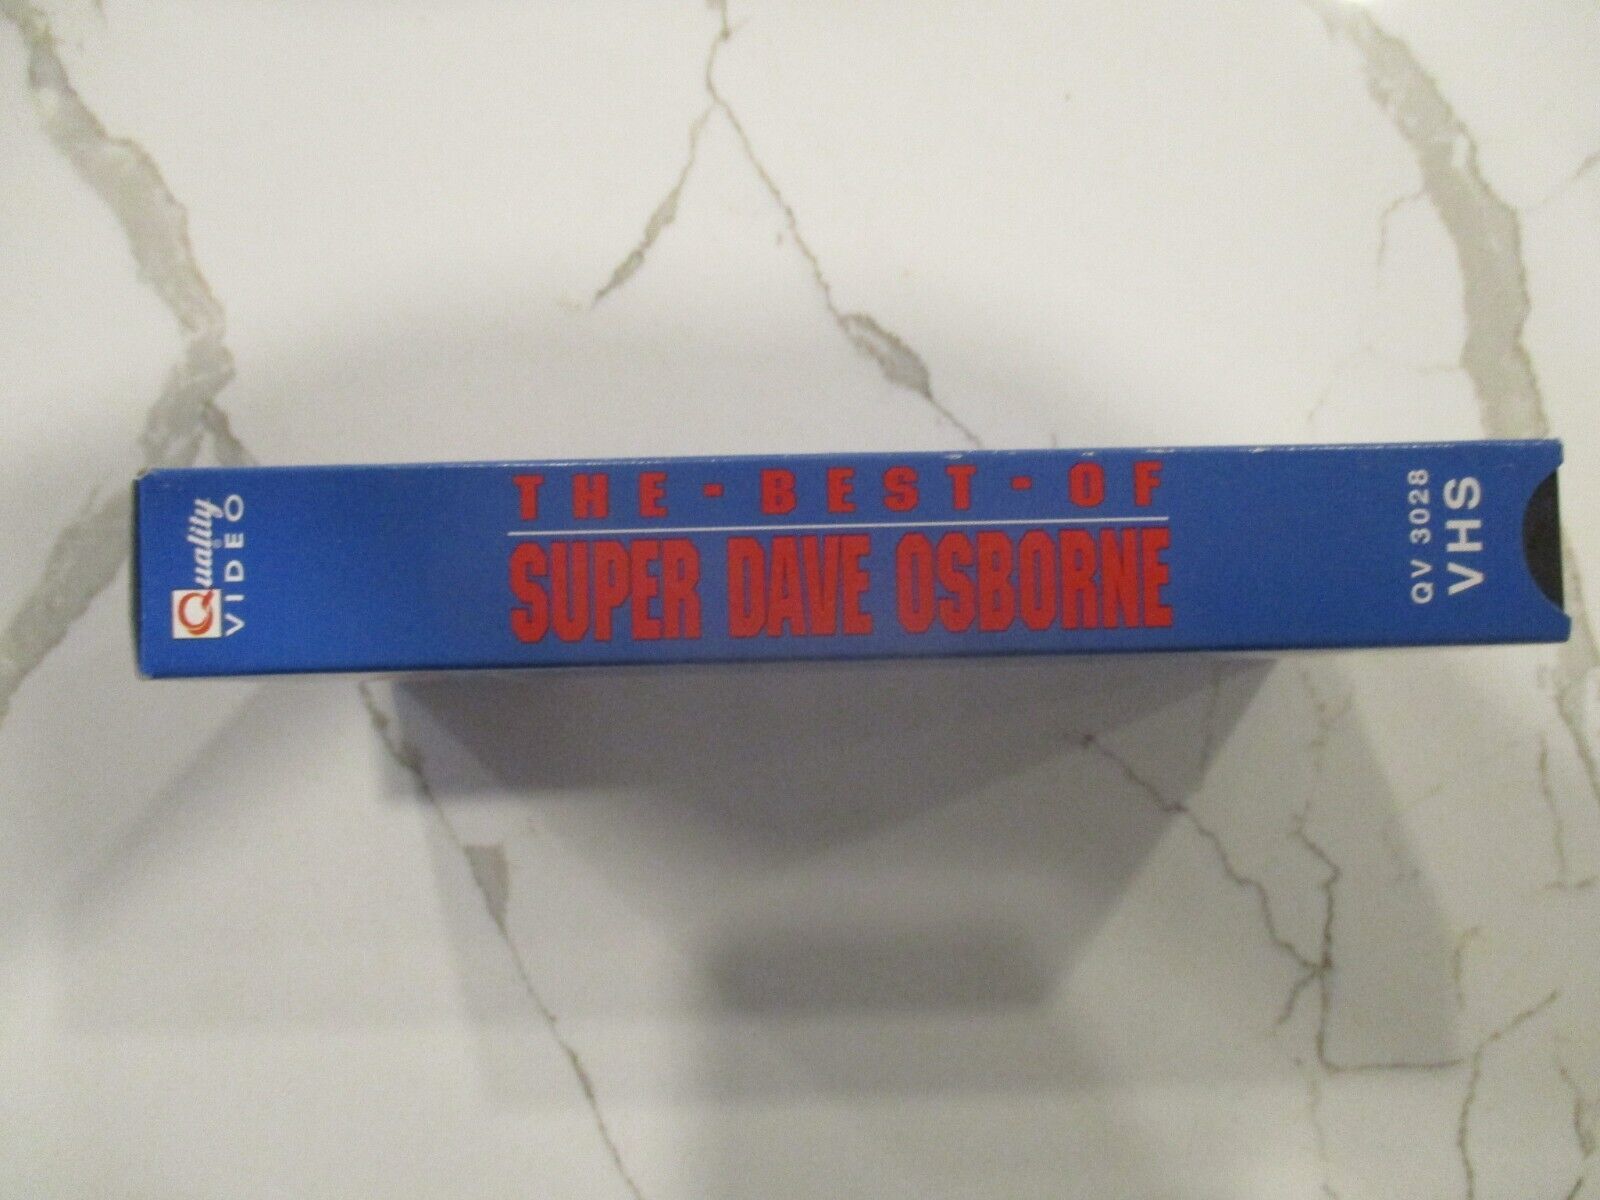 Quality
VIDEO
THE-BEST-OF
SUPER DAVE OSBORNE
QV 3028
VHS